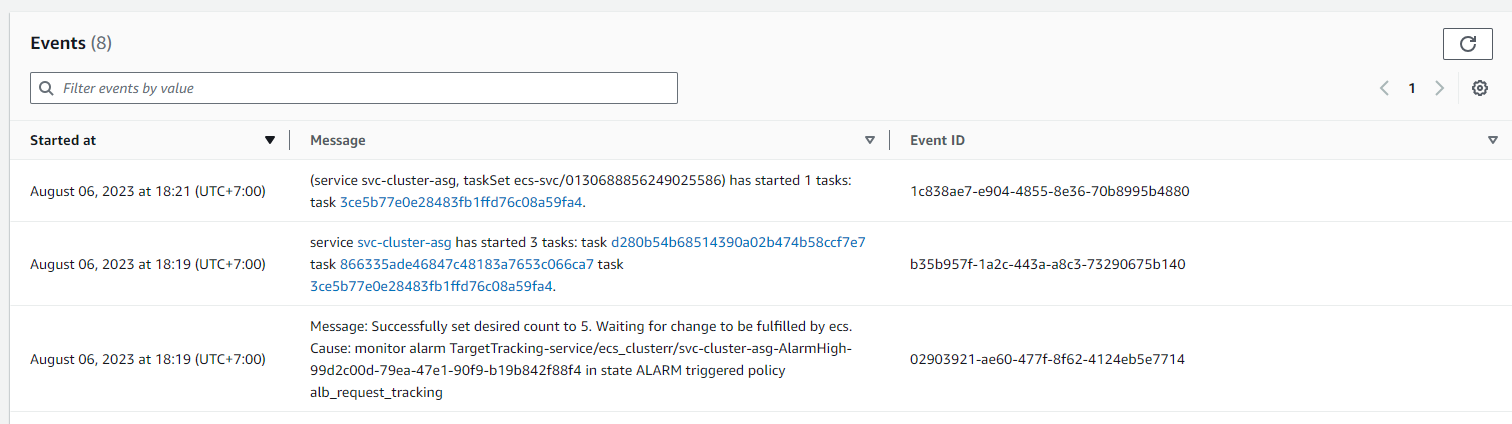 Events (8)
Filter events by value
1
Started at
Message
Event ID
August 06, 2023 at 18:21 (UTC+7:00)
(service svc-cluster-asg, taskSet ecs-svc/0130688856249025586) has started 1 tasks:
task 3ce5b77e0e28483fb1ffd76c08a59fa4.
1c838ae7-e904-4855-8e36-70b8995b4880
August 06, 2023 at 18:19 (UTC+7:00)
service svc-cluster-asg has started 3 tasks: task d280b54b68514390a02b474b58ccf7e7
task 866335ade46847c48183a7653c066ca7 task
3ce5b77e0e28483fb1ffd76c08a59fa4.
b35b957f-1a2c-443a-a8c3-73290675b140
August 06, 2023 at 18:19 (UTC+7:00)
Message: Successfully set desired count to 5. Waiting for change to be fulfilled by ecs.
Cause: monitor alarm TargetTracking-service/ecs_clusterr/svc-cluster-asg-AlarmHigh-
99d2c00d-79ea-47e1-90f9-b19b842f88f4 in state ALARM triggered policy
alb_request_tracking
02903921-ae60-477f-8f62-4124eb5e7714